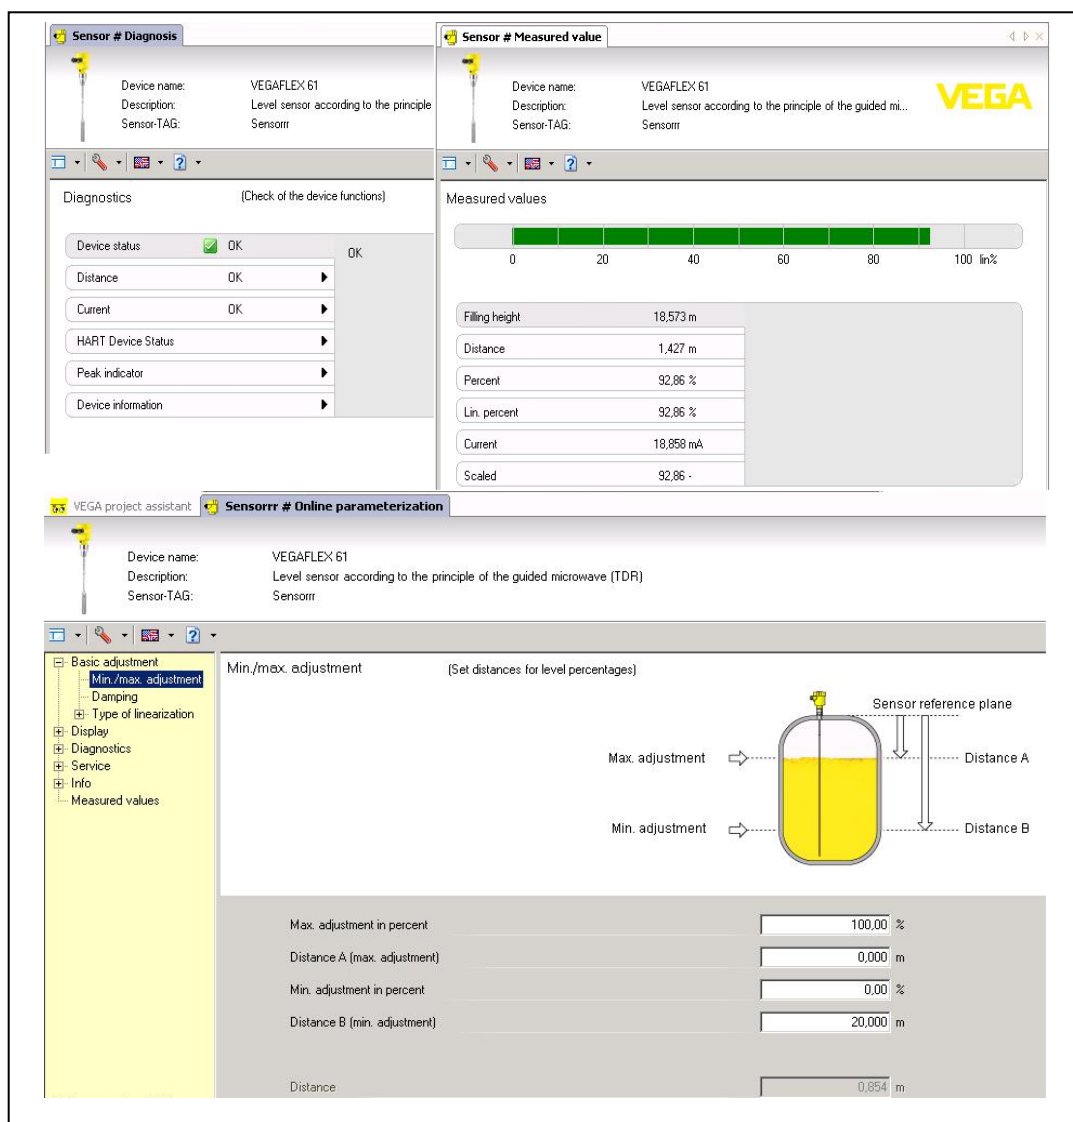 Sensor # Diagnosis
Device name: VEGAFLEX 61
Description: Level sensor according to the principle
Sensor-TAG: Sensorrr
Diagnostics (Check of the device functions)
Device status OK
OK
Distance OK
Current OK
HART Device Status
Peak indicator
Device information
Sensor # Measured value
Device name: VEGAFLEX 61
Description: Level sensor according to the principle of the guided mi...
Sensor-TAG: Sensorrr
VEGA
Measured values
0 20 40 60 80 100 lin%
Filling height 18,573 m
Distance 1,427 m
Percent 92,86 %
Lin. percent 92,86 %
Current 18,858 mA
Scaled 92,86 -
VEGA project assistant
Sensorrr # Online parameterization
Device name: VEGAFLEX 61
Description: Level sensor according to the principle of the guided microwave (TDR)
Sensor-TAG: Sensorrr
Basic adjustment
Min./max. adjustment
Damping
Type of linearization
Display
Diagnostics
Service
Info
Measured values
Min./max. adjustment (Set distances for level percentages)
Sensor reference plane
Max. adjustment
Distance A
Min. adjustment
Distance B
Max. adjustment in percent 100,00 %
Distance A (max. adjustment) 0,000 m
Min. adjustment in percent 0,00 %
Distance B (min. adjustment) 20,000 m
Distance 0,854 m